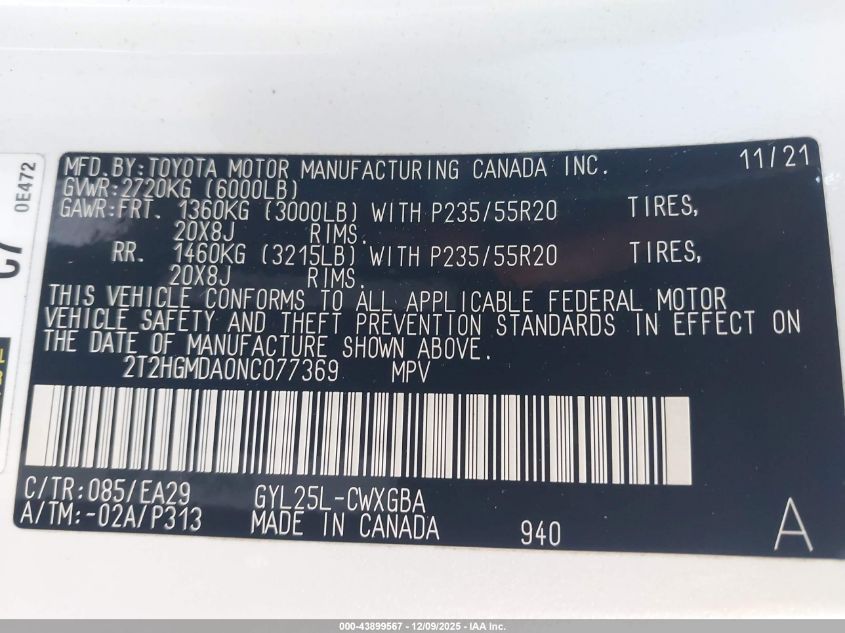 MFD.BY:TOYOTA MOTOR MANUFACTURING CANADA INC. 11/21
GVWR:2720KG (6000LB)
GAWR:FRT. 1360KG (3000LB) WITH P235/55R20 TIRES,
20X8J RIMS.
RR. 1460KG (3215LB) WITH P235/55R20 TIRES,
20X8J RIMS.
THIS VEHICLE CONFORMS TO ALL APPLICABLE FEDERAL MOTOR
VEHICLE SAFETY AND THEFT PREVENTION STANDARDS IN EFFECT ON
THE DATE OF MANUFACTURE SHOWN ABOVE.
2T2HGMDA0NC077369 MPV
C/TR:085/EA29 GYL25L-CWXGBA
A/TM:-02A/P313 MADE IN CANADA 940 A
0E472
C7
000-43899567 - 12/09/2025 - IAA Inc.